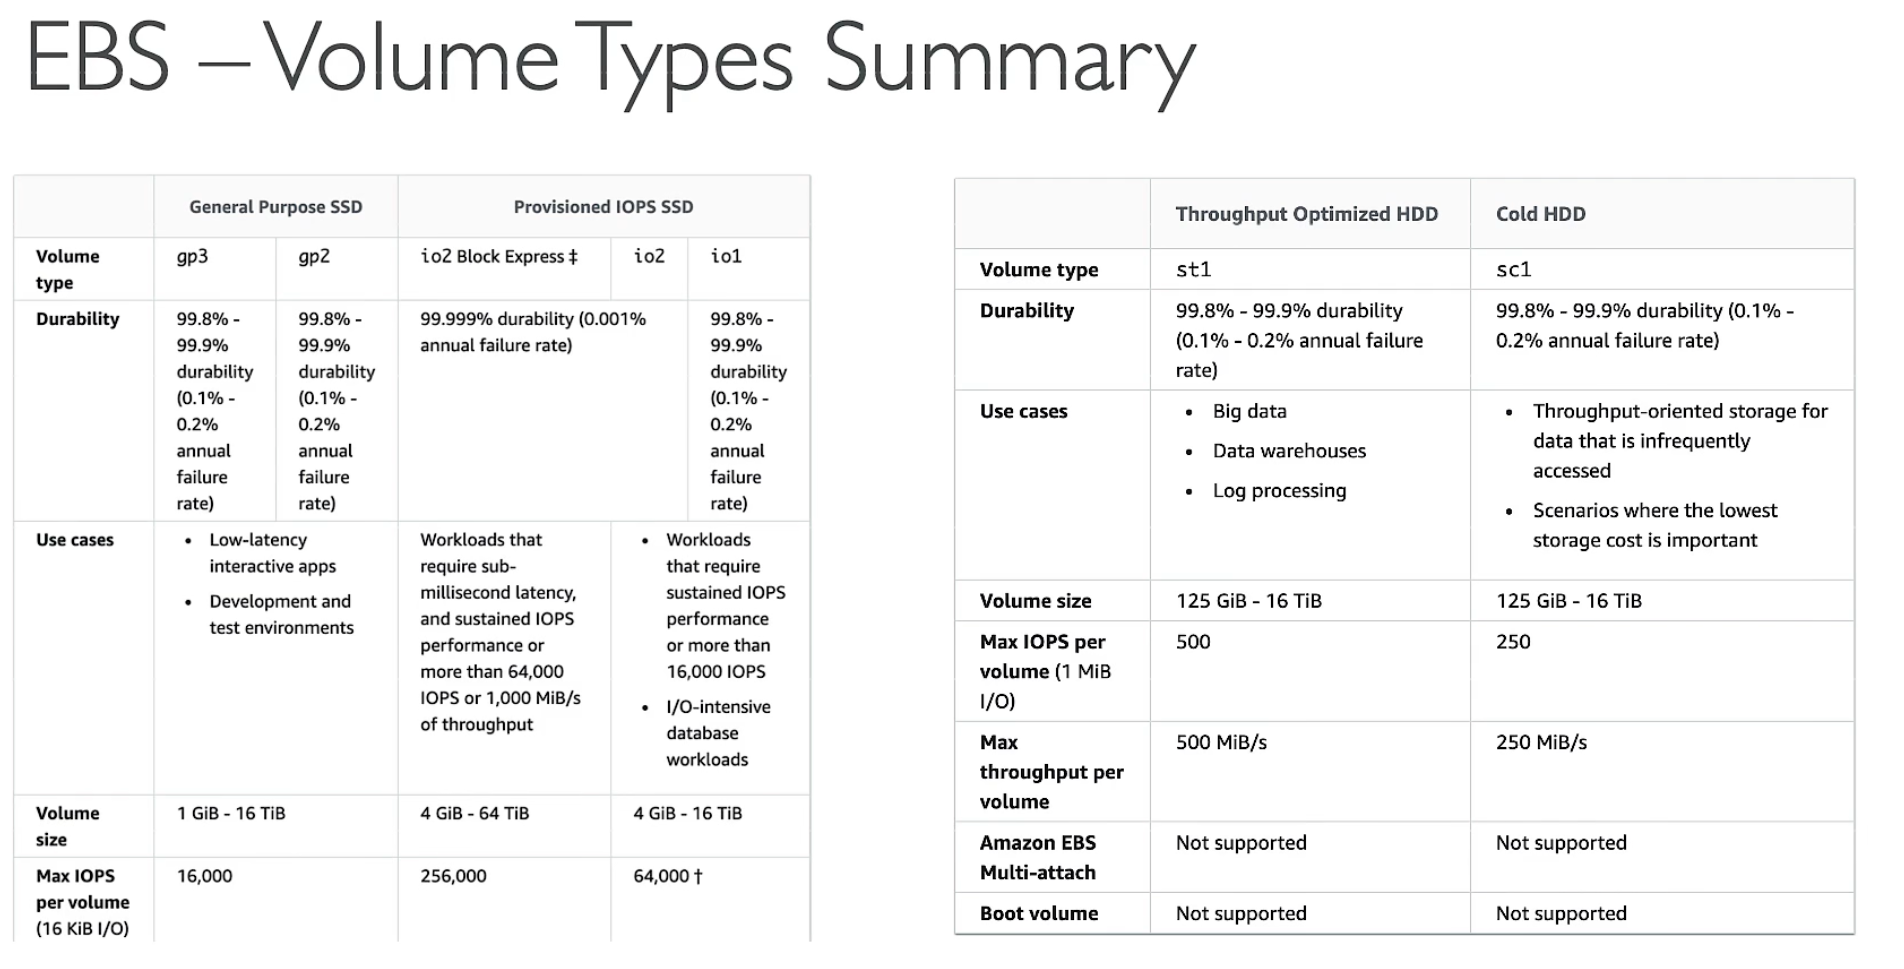 EBS – Volume Types Summary
General Purpose SSD
Provisioned IOPS SSD
Volume
type
gp3
gp2
io2 Block Express ‡
io2
io1
Durability
99.8% -
99.9%
durability
(0.1% -
0.2%
annual
failure
rate)
99.8% -
99.9%
durability
(0.1% -
0.2%
annual
failure
rate)
99.999% durability (0.001%
annual failure rate)
99.8% -
99.9%
durability
(0.1% -
0.2%
annual
failure
rate)
Use cases
• Low-latency
interactive apps
• Development and
test environments
Workloads that
require sub-
millisecond latency,
and sustained IOPS
performance or
more than 64,000
IOPS or 1,000 MiB/s
of throughput
• Workloads
that require
sustained IOPS
performance
or more than
16,000 IOPS
• I/O-intensive
database
workloads
Volume
size
1 GiB - 16 TiB
4 GiB - 64 TiB
4 GiB - 16 TiB
Max IOPS
per volume
(16 KiB I/O)
16,000
256,000
64,000 †
Throughput Optimized HDD
Cold HDD
Volume type
st1
sc1
Durability
99.8% - 99.9% durability
(0.1% - 0.2% annual failure
rate)
99.8% - 99.9% durability (0.1% -
0.2% annual failure rate)
Use cases
• Big data
• Data warehouses
• Log processing
• Throughput-oriented storage for
data that is infrequently
accessed
• Scenarios where the lowest
storage cost is important
Volume size
125 GiB - 16 TiB
125 GiB - 16 TiB
Max IOPS per
volume (1 MiB
I/O)
500
250
Max
throughput per
volume
500 MiB/s
250 MiB/s
Amazon EBS
Multi-attach
Not supported
Not supported
Boot volume
Not supported
Not supported